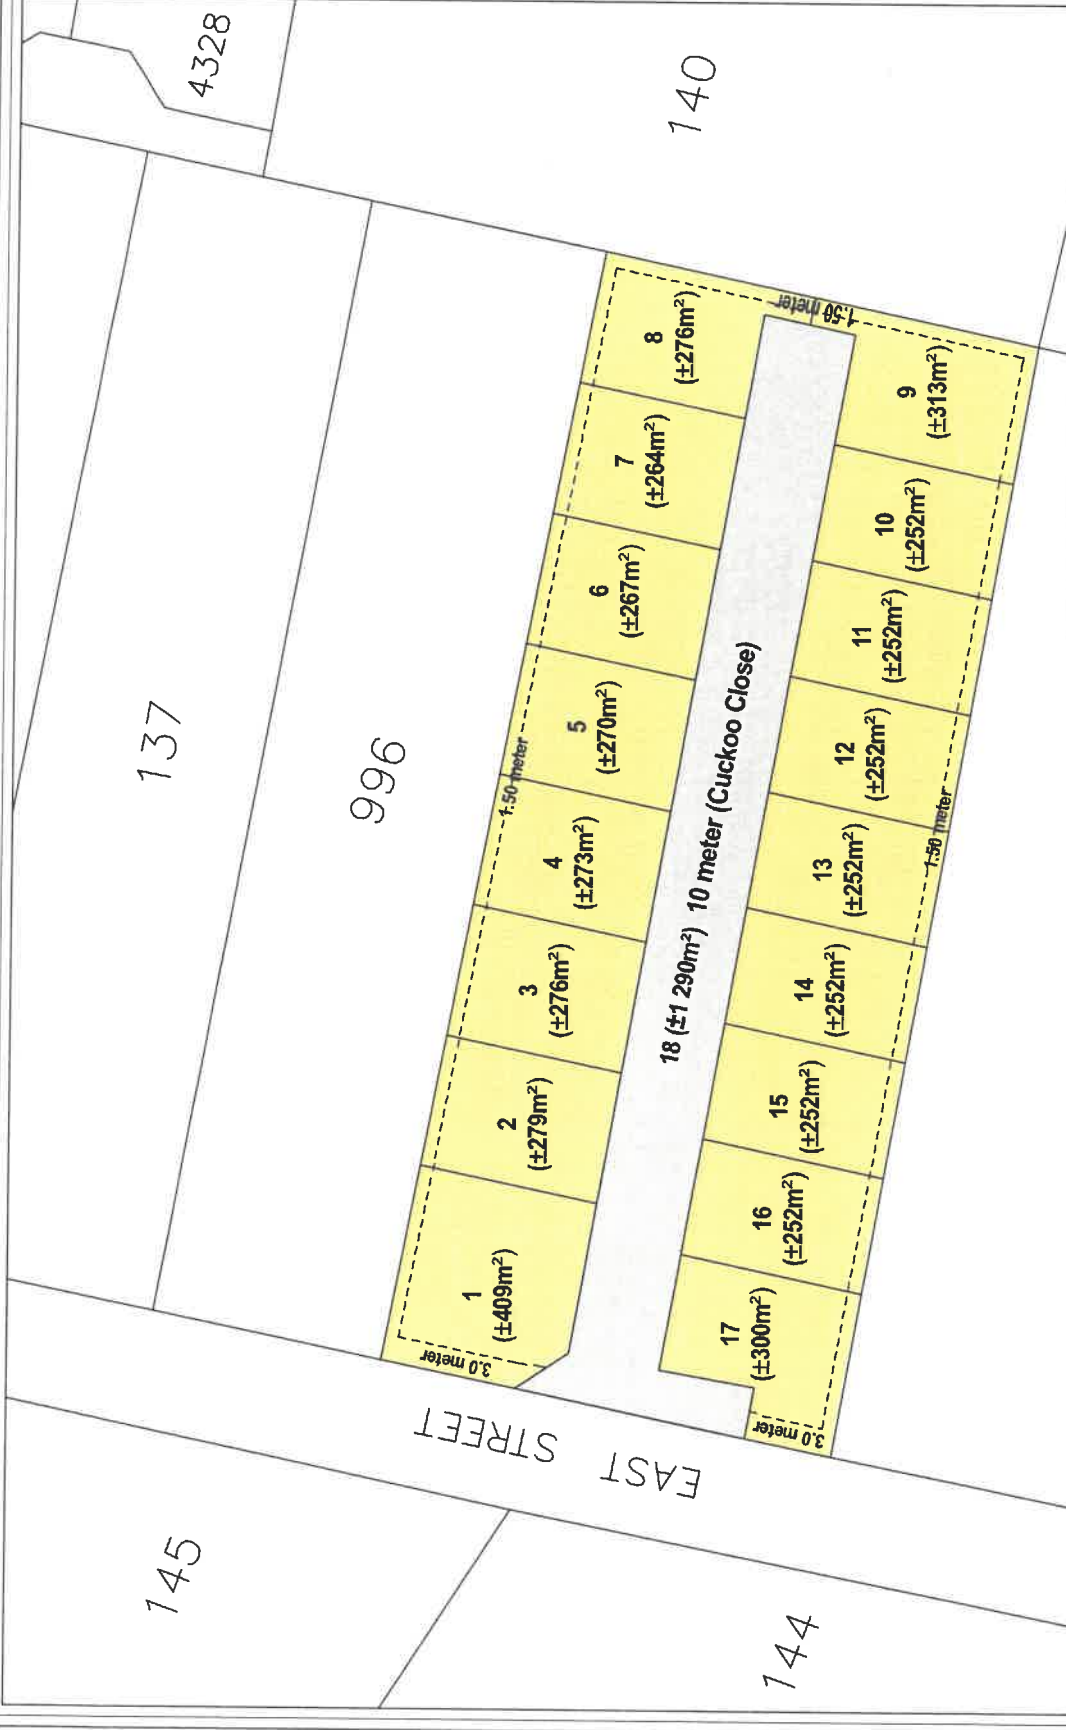 4328
140
137
996
8
(±276m²)
7
(±264m²)
6
(±267m²)
5
(±270m²)
4
(±273m²)
3
(±276m²)
2
(±279m²)
1
(±409m²)
1.50 meter
3.0 meter
1.50
meter
18 (±1 290m²) 10 meter (Cuckoo Close)
9
(±313m²)
10
(±252m²)
11
(±252m²)
12
(±252m²)
13
(±252m²)
14
(±252m²)
15
(±252m²)
16
(±252m²)
17
(±300m²)
1.50 meter
3.0 meter
EAST STREET
145
144